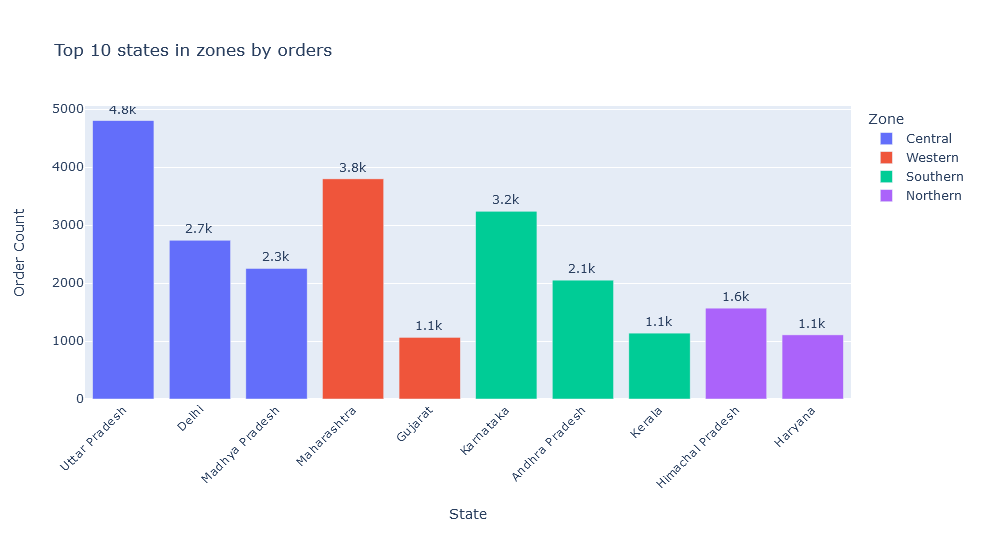 Top 10 states in zones by orders
Zone
Central
Western
Southern
Northern
Order Count
5000
4000
3000
2000
1000
0
4.8k
2.7k
2.3k
3.8k
1.1k
3.2k
2.1k
1.1k
1.6k
1.1k
Uttar Pradesh
Delhi
Madhya Pradesh
Maharashtra
Gujarat
Karnataka
Andhra Pradesh
Kerala
Himachal Pradesh
Haryana
State